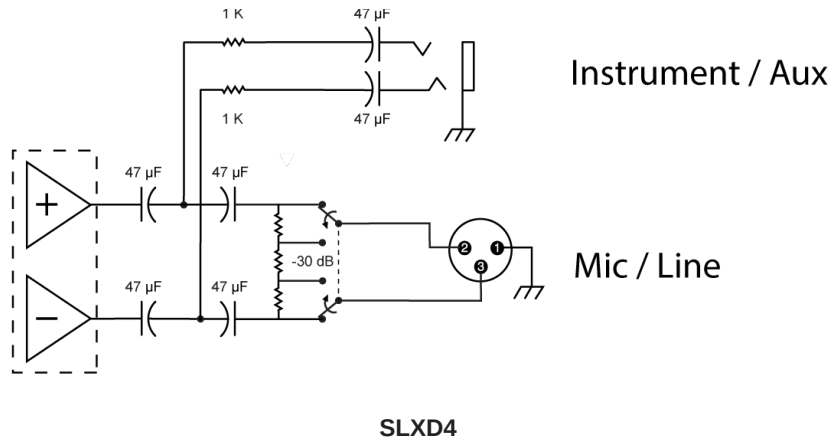 1 K 47 µF
Instrument / Aux
1 K 47 µF
47 µF 47 µF
+
2 1
-30 dB
3
Mic / Line
47 µF 47 µF
−
SLXD4